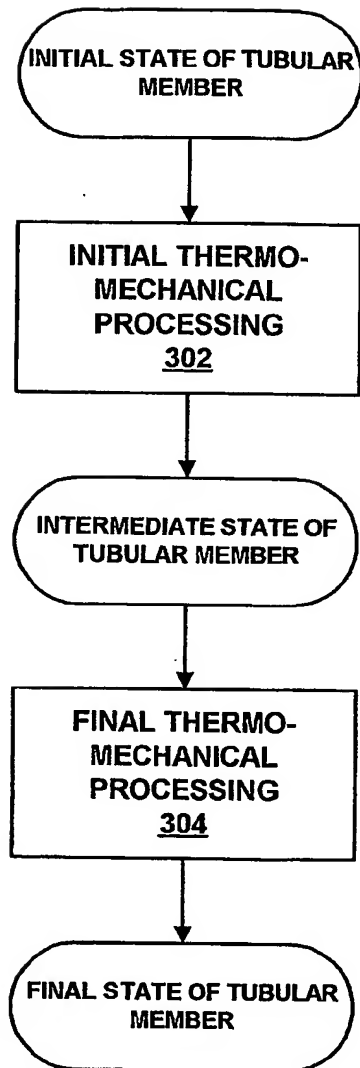 INITIAL STATE OF TUBULAR
MEMBER
INITIAL THERMO-
MECHANICAL
PROCESSING
302
INTERMEDIATE STATE OF
TUBULAR MEMBER
FINAL THERMO-
MECHANICAL
PROCESSING
304
FINAL STATE OF TUBULAR
MEMBER